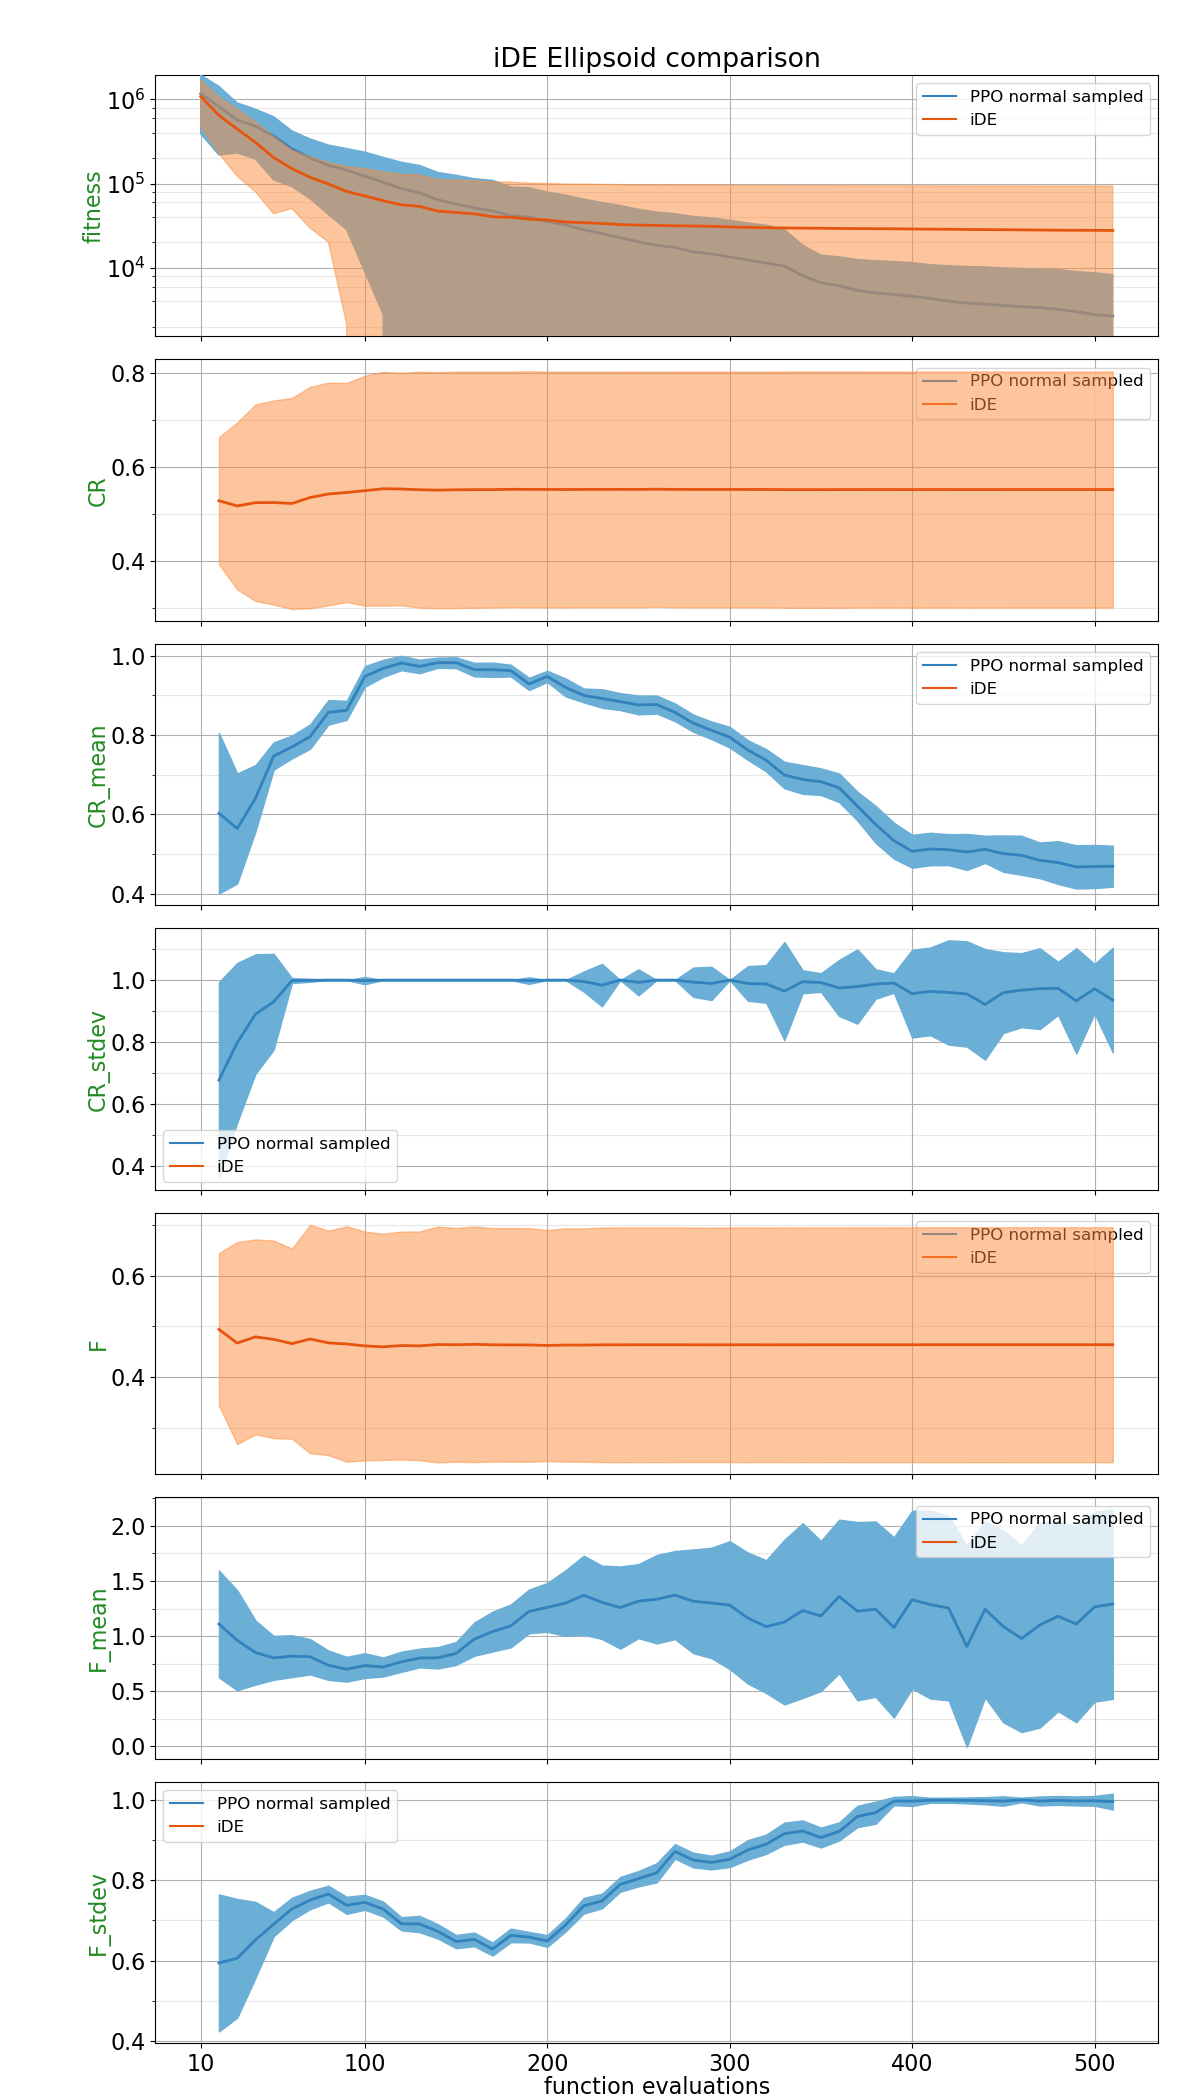 iDE Ellipsoid comparison
fitness
10^6
10^5
10^4
PPO normal sampled
iDE
CR
0.8
0.6
0.4
PPO normal sampled
iDE
CR_mean
1.0
0.8
0.6
0.4
PPO normal sampled
iDE
CR_stdev
1.0
0.8
0.6
0.4
PPO normal sampled
iDE
F
0.6
0.4
PPO normal sampled
iDE
F_mean
2.0
1.5
1.0
0.5
0.0
PPO normal sampled
iDE
F_stdev
1.0
0.8
0.6
0.4
PPO normal sampled
iDE
10 100 200 300 400 500
function evaluations